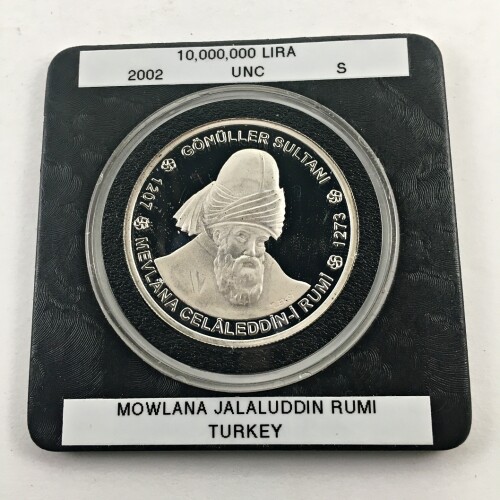 10,000,000 LIRA
2002 UNC S
GÖNÜLLER SULTANI
1207
1273
MEVLÂNA CELÂLEDDİN-İ RUMİ
MOWLANA JALALUDDIN RUMI
TURKEY